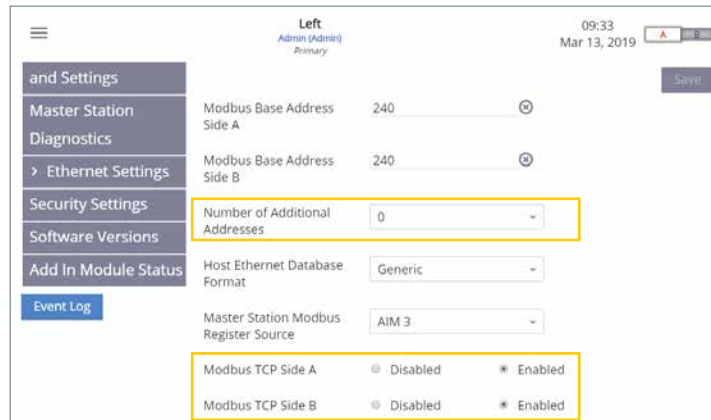 Left
Admin (Admin)
Primary
09:33
Mar 13, 2019
A
B
and Settings
Master Station
Diagnostics
> Ethernet Settings
Security Settings
Software Versions
Add In Module Status
Event Log
Save
Modbus Base Address
Side A
240
Modbus Base Address
Side B
240
Number of Additional
Addresses
0
Host Ethernet Database
Format
Generic
Master Station Modbus
Register Source
AIM 3
Modbus TCP Side A Disabled Enabled
Modbus TCP Side B Disabled Enabled